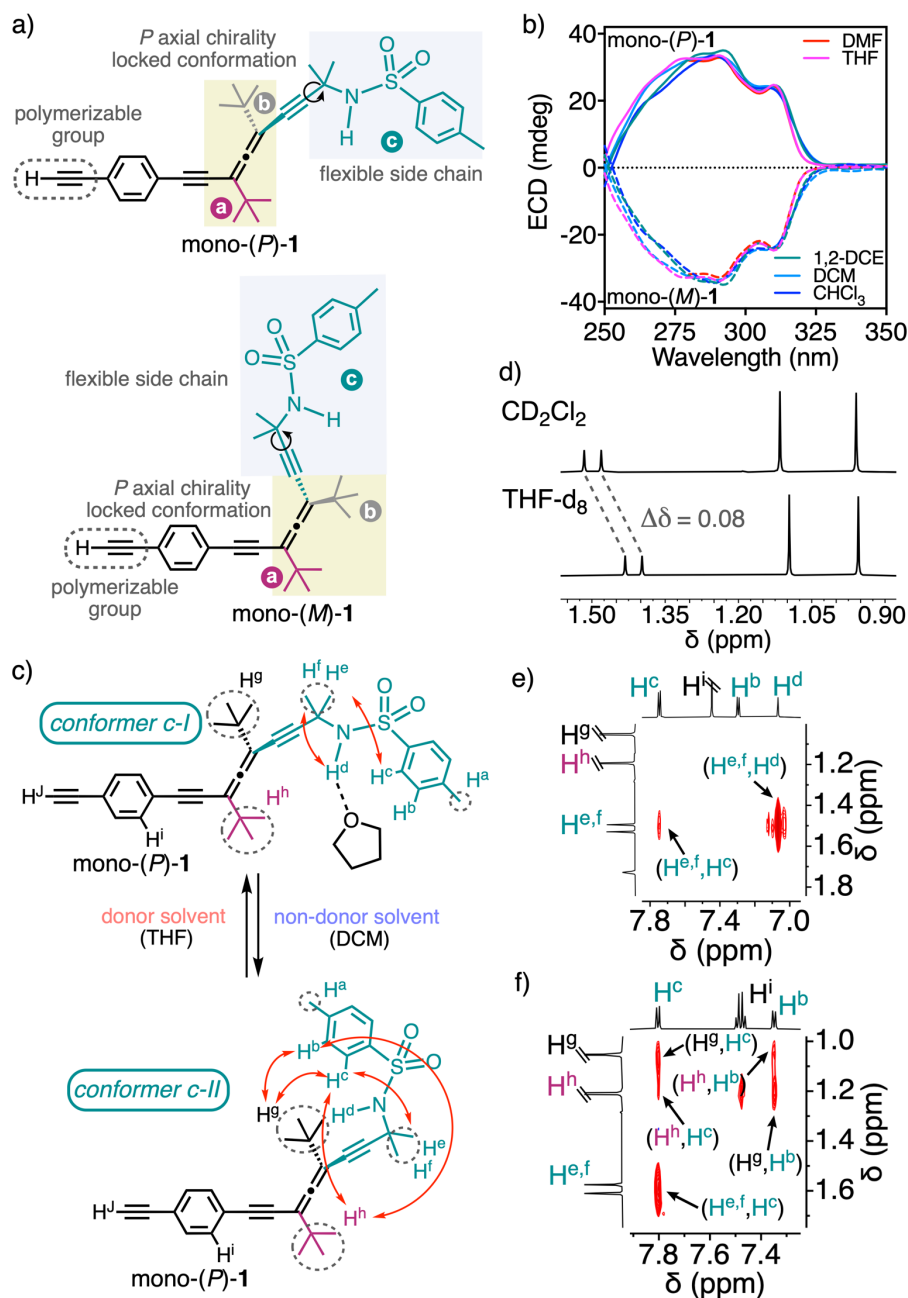 a)
P axial chirality
locked conformation
polymerizable
group
H
b
a
O
O
S
N
H
c
flexible side chain
mono-(P)-1
flexible side chain
O
O
S
N
H
c
P axial chirality
locked conformation
b
H
a
polymerizable
group
mono-(M)-1
b)
mono-(P)-1
DMF
THF
ECD (mdeg)
40
20
0
-20
-40
1,2-DCE
DCM
CHCl3
mono-(M)-1
250 275 300 325 350
Wavelength (nm)
d)
CD2Cl2
THF-d8
Δδ = 0.08
1.50 1.35 1.20 1.05 0.90
δ (ppm)
c)
conformer c-I
Hg
Hf
He
O
O
S
N
Hd
Hc
Hb
Ha
O
HJ
Hi
Hh
mono-(P)-1
donor solvent
(THF)
non-donor solvent
(DCM)
conformer c-II
Ha
Hb
Hc
S
O
O
Hg
Hd
N
He
Hf
HJ
Hi
Hh
mono-(P)-1
e)
Hc Hi Hb Hd
Hg
Hh
He,f
(He,f,Hd)
(He,f,Hc)
1.2
1.4
1.6
1.8
δ (ppm)
7.8 7.4 7.0
δ (ppm)
f)
Hc Hi Hb
Hg
Hh
He,f
(Hg,Hc)
(Hh,Hb)
(Hh,Hc)
(Hg,Hb)
(He,f,Hc)
1.0
1.2
1.4
1.6
δ (ppm)
7.8 7.6 7.4
δ (ppm)